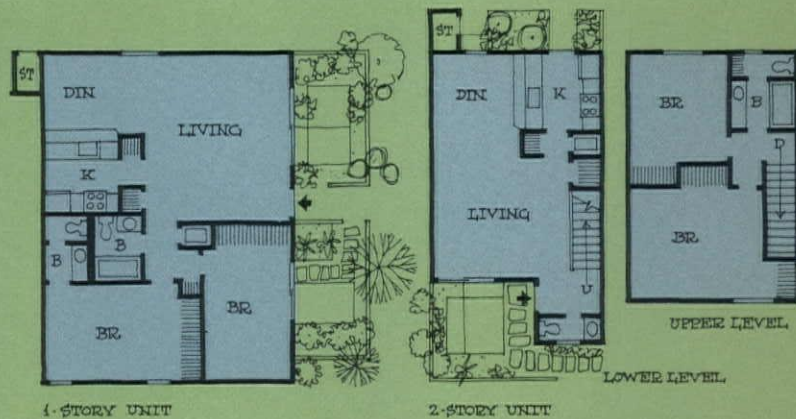 ST
DIN
LIVING
K
B
B
BR
BR
1-STORY UNIT
ST
DIN
K
LIVING
U
2-STORY UNIT
LOWER LEVEL
BR
B
D
BR
UPPER LEVEL